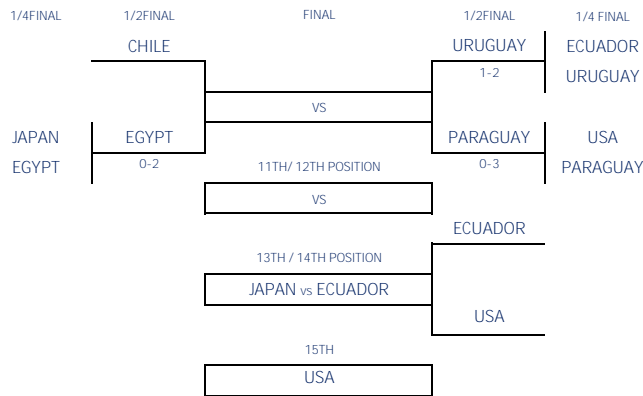 1/4FINAL 1/2FINAL FINAL 1/2FINAL 1/4 FINAL
CHILE URUGUAY ECUADOR
1-2 URUGUAY
VS
JAPAN EGYPT PARAGUAY USA
EGYPT 0-2 11TH/ 12TH POSITION 0-3 PARAGUAY
VS
ECUADOR
13TH / 14TH POSITION
JAPAN vs ECUADOR
USA
15TH
USA